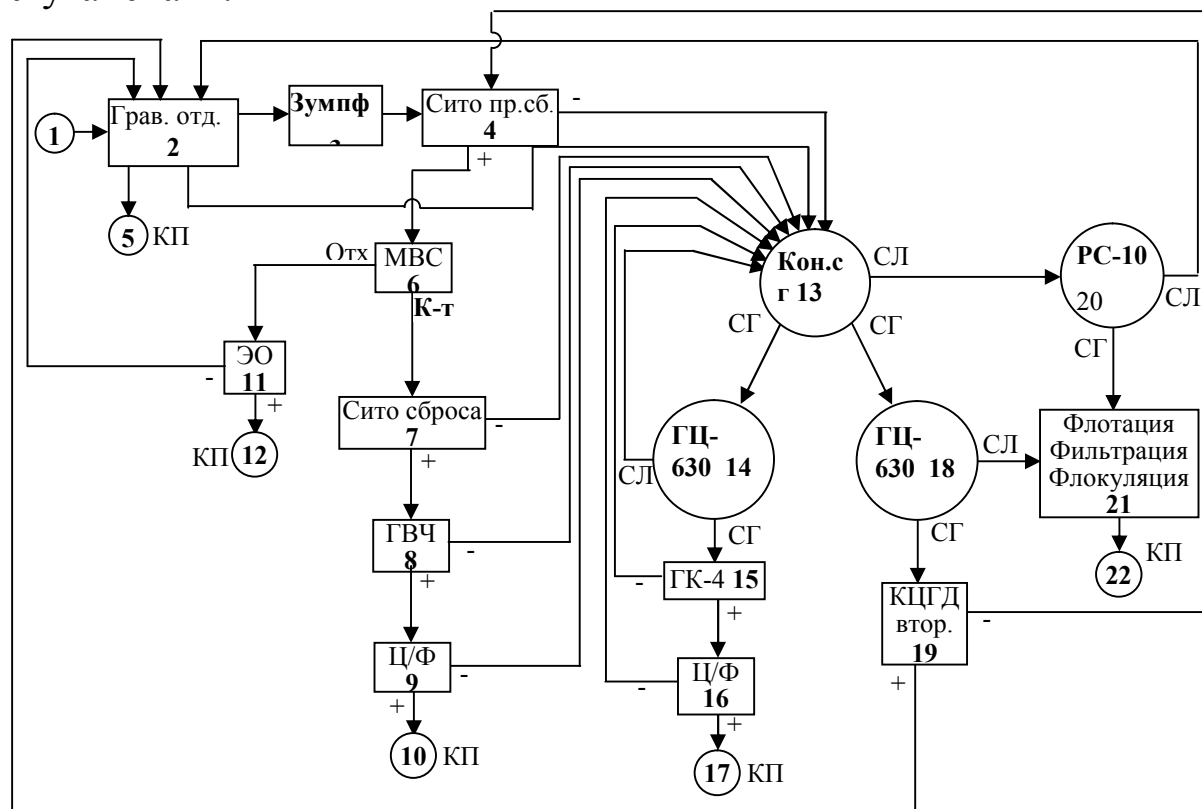 Грав. отд.
2
Зумпф
Сито пр.сб.
4
-
1
+
5 КП
Отх
МВС
6
К-т
Кон.с
г 13
СЛ
РС-10
20
СЛ
СГ
СГ
СГ
ЭО
11
-
+
КП 12
Сито сброса
7
-
+
ГЦ-
630 14
СЛ
СГ
ГЦ-
630 18
СЛ
СГ
Флотация
Фильтрация
Флокуляция
21
КП
22
ГВЧ
8
-
+
ГК-4 15
-
+
КЦГД
втор.
19
-
+
Ц/Ф
9
-
+
10 КП
Ц/Ф
16
-
+
17 КП